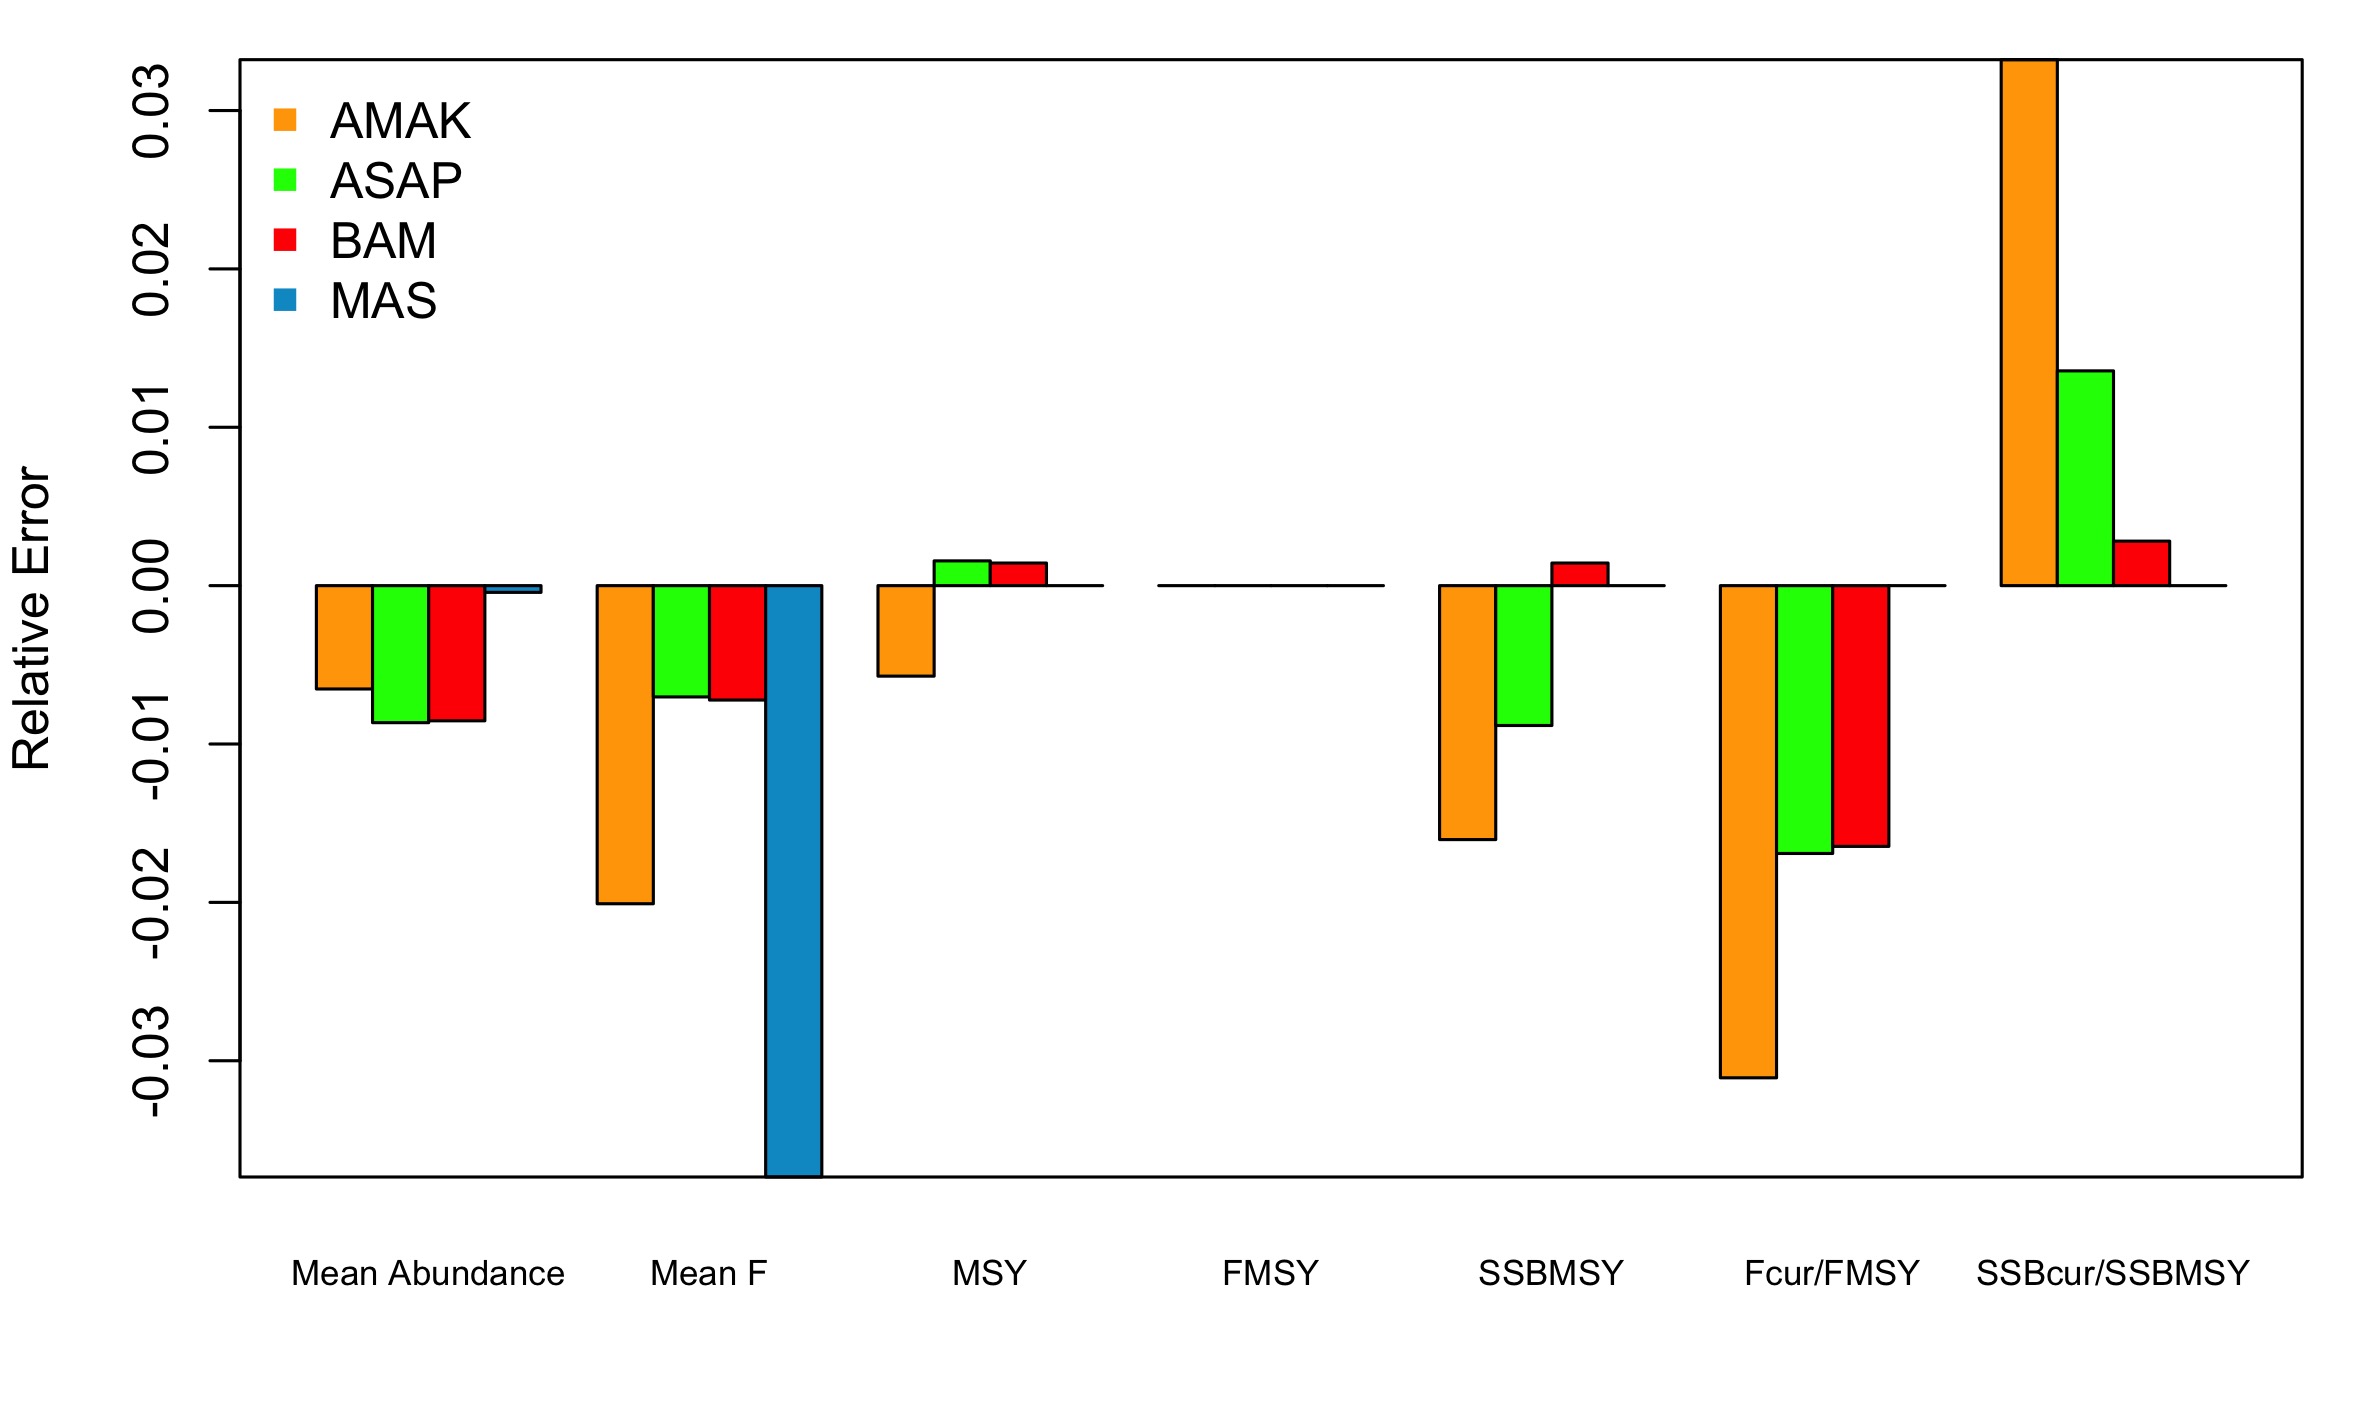 AMAK
ASAP
BAM
MAS
Relative Error
0.03
0.02
0.01
0.00
-0.01
-0.02
-0.03
Mean Abundance
Mean F
MSY
FMSY
SSBMSY
Fcur/FMSY
SSBcur/SSBMSY